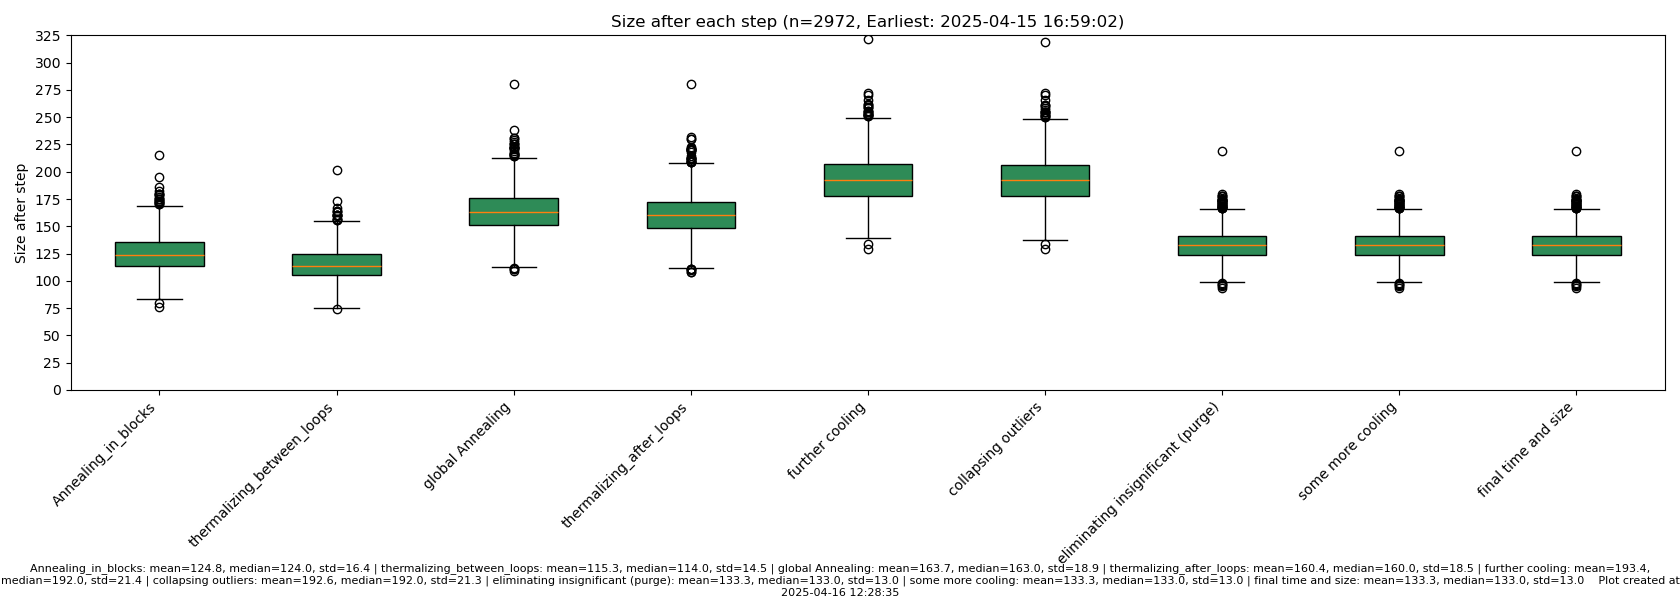 Size after each step (n=2972, Earliest: 2025-04-15 16:59:02)
325
300
275
250
225
200
175
150
125
100
75
50
25
0
Size after step
Annealing_in_blocks
thermalizing_between_loops
global Annealing
thermalizing_after_loops
further cooling
collapsing outliers
eliminating insignificant (purge)
some more cooling
final time and size
Annealing_in_blocks: mean=124.8, median=124.0, std=16.4 | thermalizing_between_loops: mean=115.3, median=114.0, std=14.5 | global Annealing: mean=163.7, median=163.0, std=18.9 | thermalizing_after_loops: mean=160.4, median=160.0, std=18.5 | further cooling: mean=193.4,
median=192.0, std=21.4 | collapsing outliers: mean=192.6, median=192.0, std=21.3 | eliminating insignificant (purge): mean=133.3, median=133.0, std=13.0 | some more cooling: mean=133.3, median=133.0, std=13.0 | final time and size: mean=133.3, median=133.0, std=13.0 Plot created at
2025-04-16 12:28:35